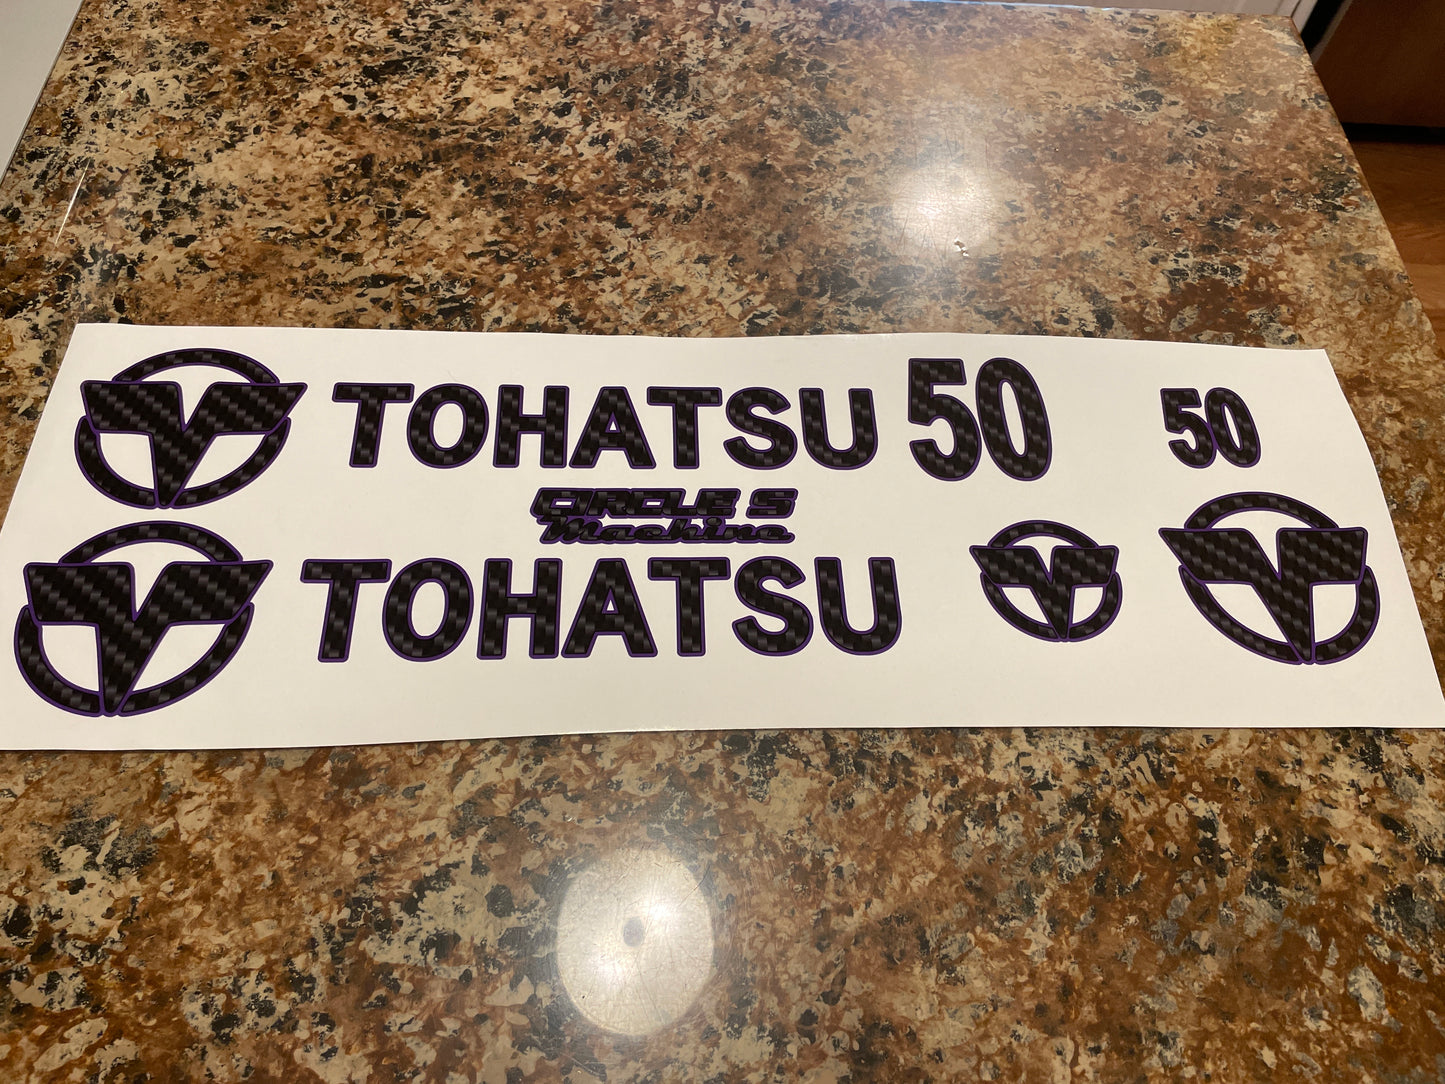 TOHATSU 50 50
CIRCLE S
Machine
TOHATSU